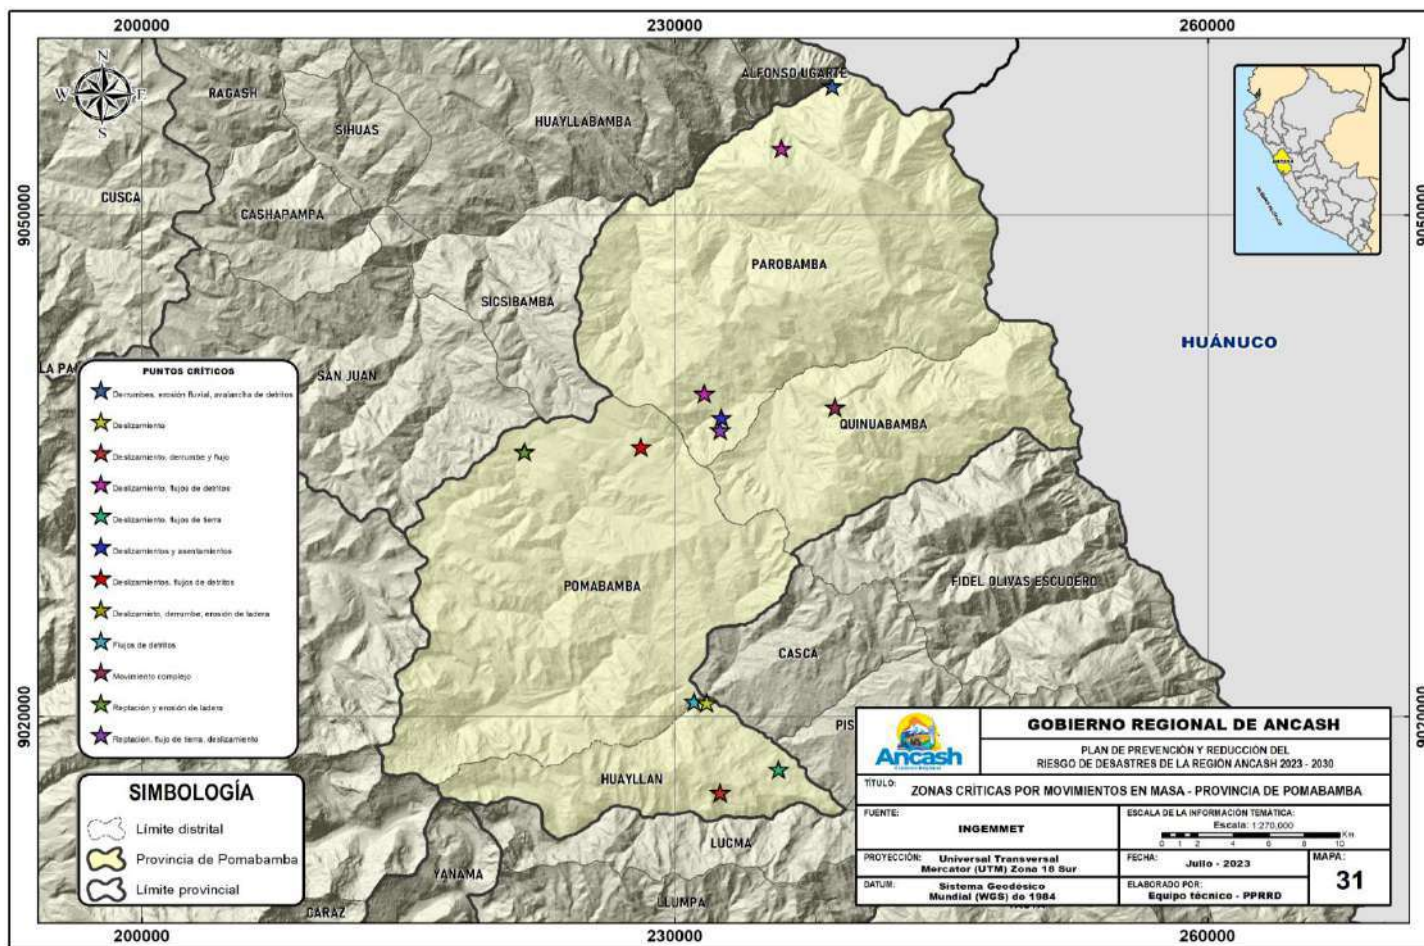 200000
230000
260000
N
W
E
S
ALFONSO UGARTE
RAGASH
SIHUAS
HUAYLLABAMBA
CUSCA
CASHAPAMPA
9050000
9050000
PAROBAMBA
SICSIBAMBA
HUÁNUCO
LA PA
SAN JUAN
QUINUABAMBA
POMABAMBA
FIDEL OLIVAS ESCUDERO
CASCA
PIS
HUAYLLAN
LUCMA
YANAMA
LLUMPA
CARAZ
9020000
9020000
PUNTOS CRÍTICOS
Derrumbes, erosión fluvial, avalancha de detritos
Deslizamiento
Deslizamiento, derrumbe y flujo
Deslizamiento, flujos de detritos
Deslizamiento, flujos de tierra
Deslizamientos y asentamientos
Deslizamientos, flujos de detritos
Deslizamieto, derrumbe, erosión de ladera
Flujos de detritos
Movimiento complejo
Reptación y erosión de ladera
Reptación, flujo de tierra, deslizamiento
SIMBOLOGÍA
Límite distrital
Provincia de Pomabamba
Límite provincial
Ancash
GOBIERNO REGIONAL DE ANCASH
PLAN DE PREVENCIÓN Y REDUCCIÓN DEL
RIESGO DE DESASTRES DE LA REGIÓN ANCASH 2023 - 2030
TÍTULO: ZONAS CRÍTICAS POR MOVIMIENTOS EN MASA - PROVINCIA DE POMABAMBA
FUENTE:
INGEMMET
ESCALA DE LA INFORMACIÓN TEMÁTICA:
Escala: 1:270,000
Km
0 1 2 4 6 8 10
PROYECCIÓN: Universal Transversal
Mercator (UTM) Zona 18 Sur
FECHA: Julio - 2023
MAPA:
31
DATUM: Sistema Geodésico
Mundial (WGS) de 1984
ELABORADO POR:
Equipo técnico - PPRRD
200000
230000
260000